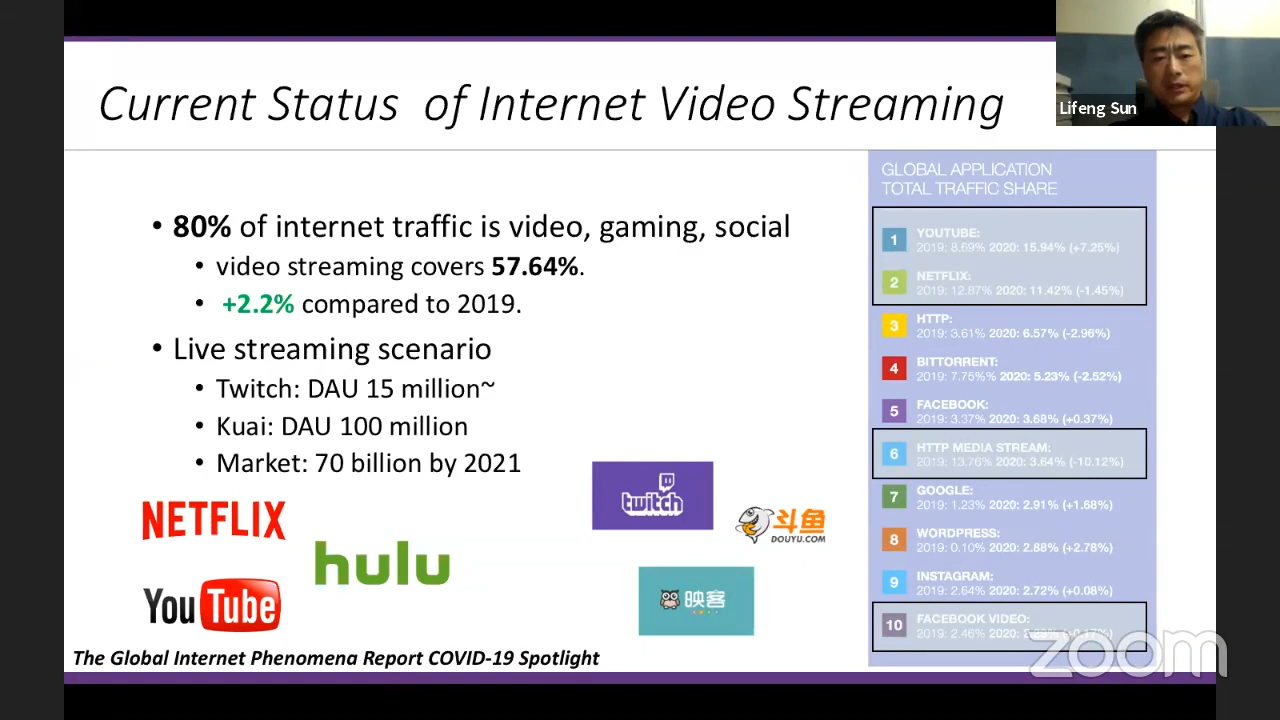 Current Status of Internet Video Streaming
Lifeng Sun
• 80% of internet traffic is video, gaming, social
• video streaming covers 57.64%.
• +2.2% compared to 2019.
• Live streaming scenario
• Twitch: DAU 15 million~
• Kuai: DAU 100 million
• Market: 70 billion by 2021
NETFLIX
hulu
YouTube
twitch
斗鱼
DOUYU.COM
映客
The Global Internet Phenomena Report COVID-19 Spotlight
GLOBAL APPLICATION
TOTAL TRAFFIC SHARE
1 YOUTUBE:
2019: 8.69% 2020: 15.94% (+7.25%)
2 NETFLIX:
2019: 12.87% 2020: 11.42% (-1.45%)
3 HTTP:
2019: 3.61% 2020: 6.57% (-2.96%)
4 BITTORRENT:
2019: 7.75%% 2020: 5.23% (-2.52%)
5 FACEBOOK:
2019: 3.37% 2020: 3.68% (+0.37%)
6 HTTP MEDIA STREAM:
2019: 13.76% 2020: 3.64% (-10.12%)
7 GOOGLE:
2019: 1.23% 2020: 2.91% (+1.68%)
8 WORDPRESS:
2019: 0.10% 2020: 2.88% (+2.78%)
9 INSTAGRAM:
2019: 2.64% 2020: 2.72% (+0.08%)
10 FACEBOOK VIDEO:
2019: 2.46% 2020:
zoom